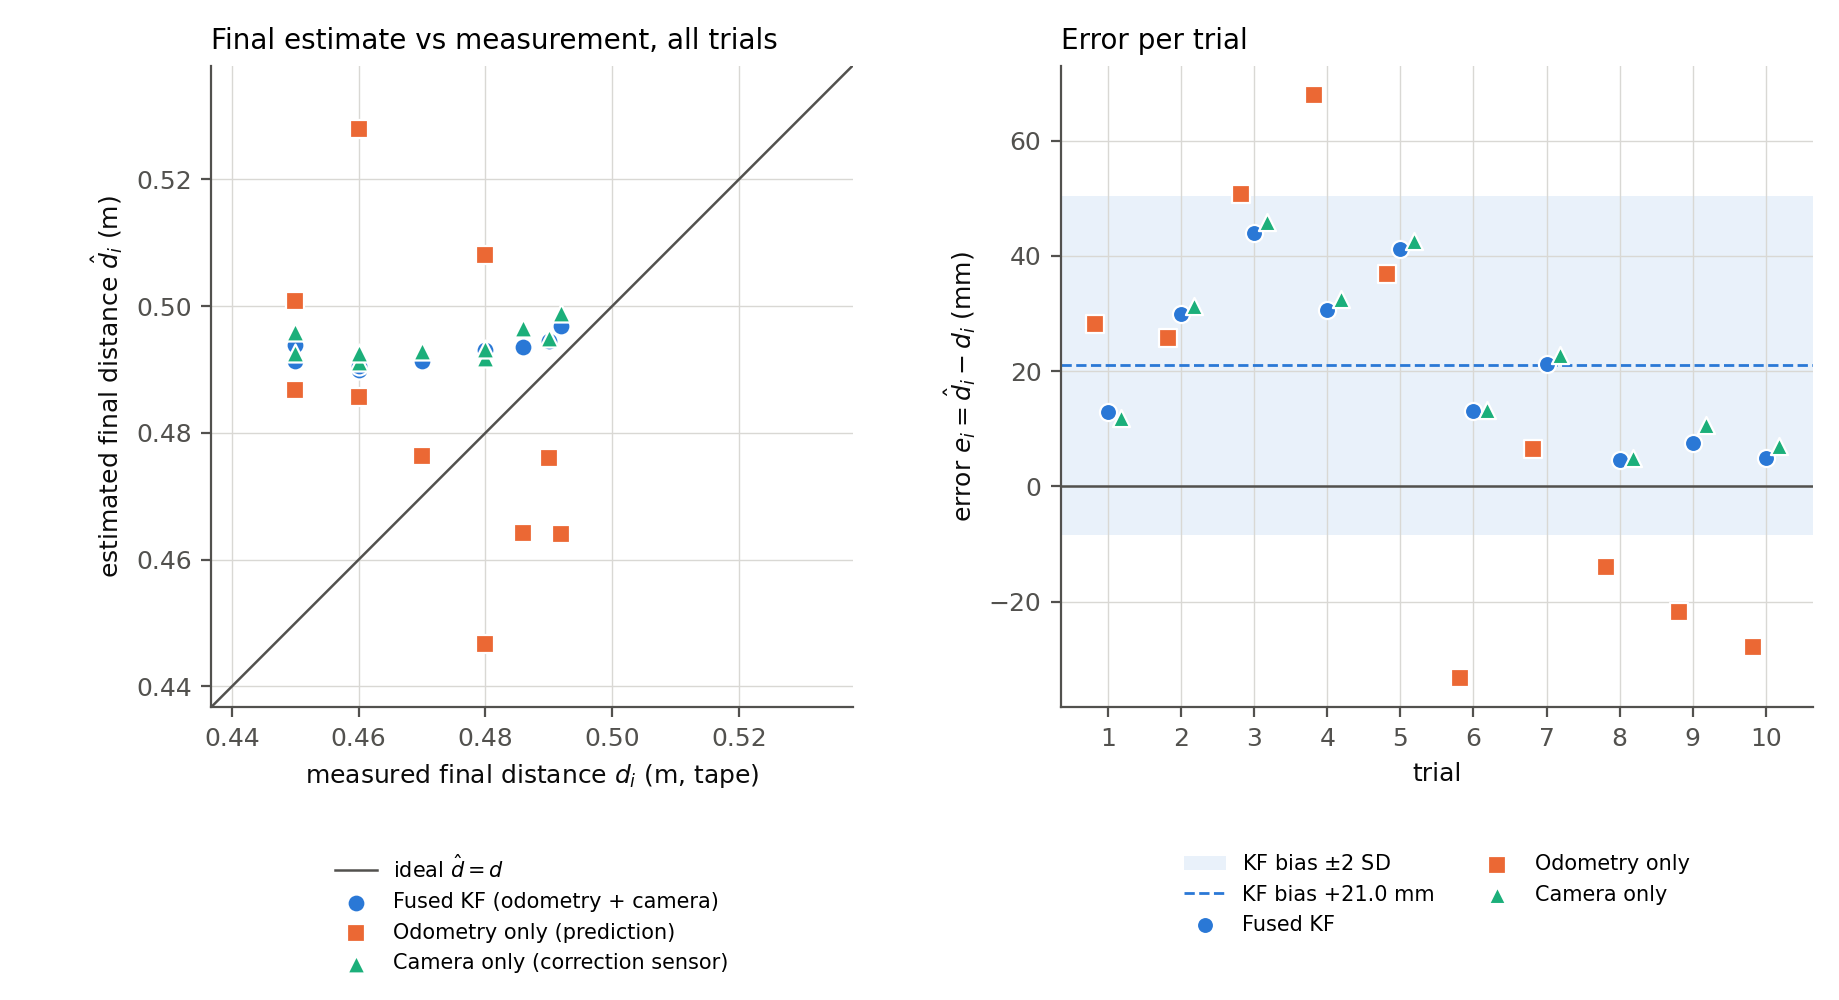 Final estimate vs measurement, all trials
estimated final distance d̂ᵢ (m)
0.52
0.50
0.48
0.46
0.44
0.44 0.46 0.48 0.50 0.52
measured final distance dᵢ (m, tape)
ideal d̂ = d
Fused KF (odometry + camera)
Odometry only (prediction)
Camera only (correction sensor)
Error per trial
error eᵢ = d̂ᵢ − dᵢ (mm)
60
40
20
0
−20
1 2 3 4 5 6 7 8 9 10
trial
KF bias ±2 SD
KF bias +21.0 mm
Fused KF
Odometry only
Camera only